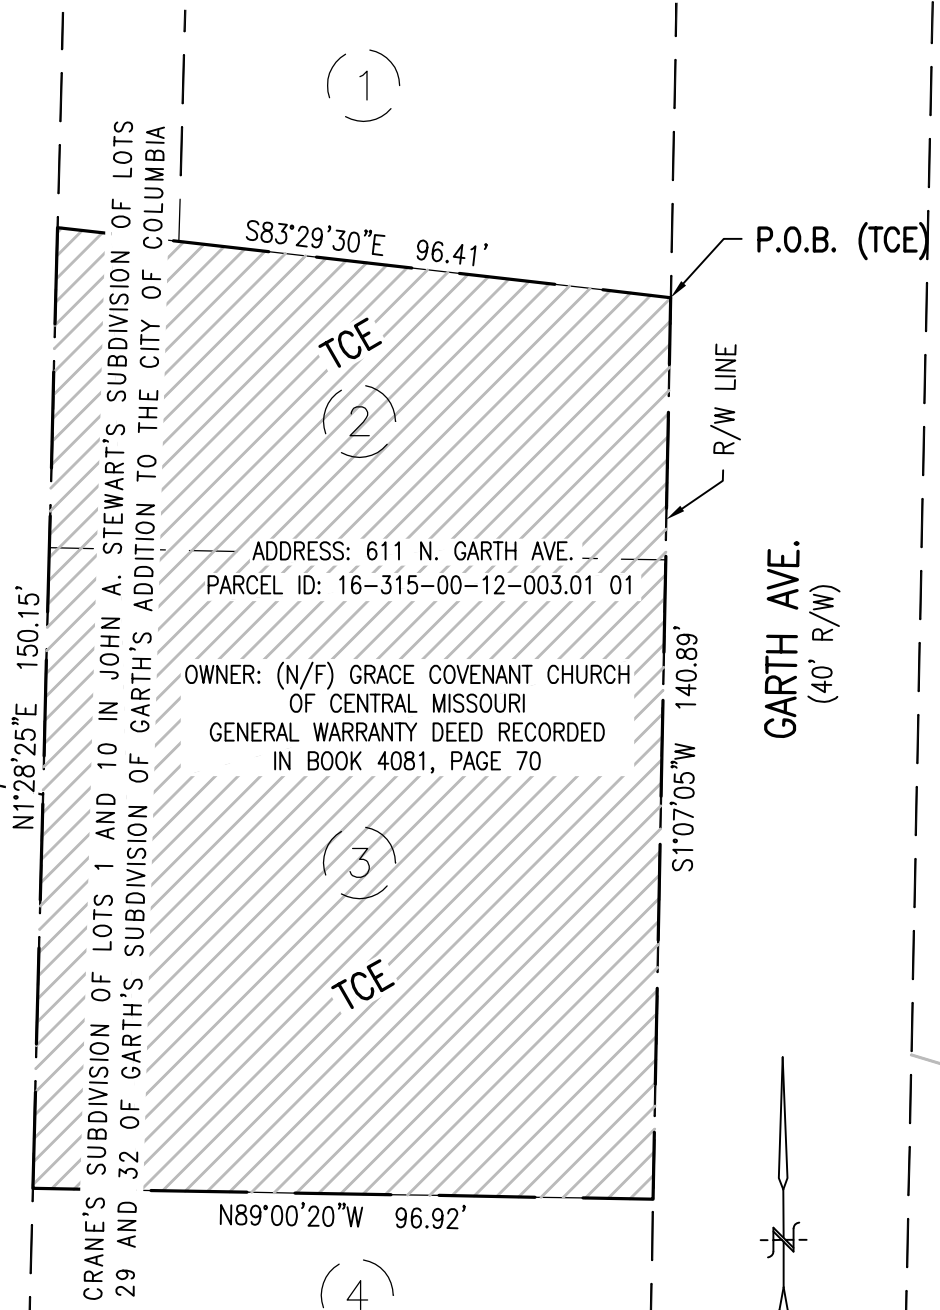 1
S83°29'30"E 96.41'
P.O.B. (TCE)
TCE
2
R/W LINE
ADDRESS: 611 N. GARTH AVE.
PARCEL ID: 16-315-00-12-003.01 01
OWNER: (N/F) GRACE COVENANT CHURCH
OF CENTRAL MISSOURI
GENERAL WARRANTY DEED RECORDED
IN BOOK 4081, PAGE 70
GARTH AVE.
(40' R/W)
N1°28'25"E 150.15'
S1°07'05"W 140.89'
CRANE'S SUBDIVISION OF LOTS 1 AND 10 IN JOHN A. STEWART'S SUBDIVISION OF LOTS
29 AND 32 OF GARTH'S SUBDIVISION OF GARTH'S ADDITION TO THE CITY OF COLUMBIA
3
TCE
N89°00'20"W 96.92'
N
4